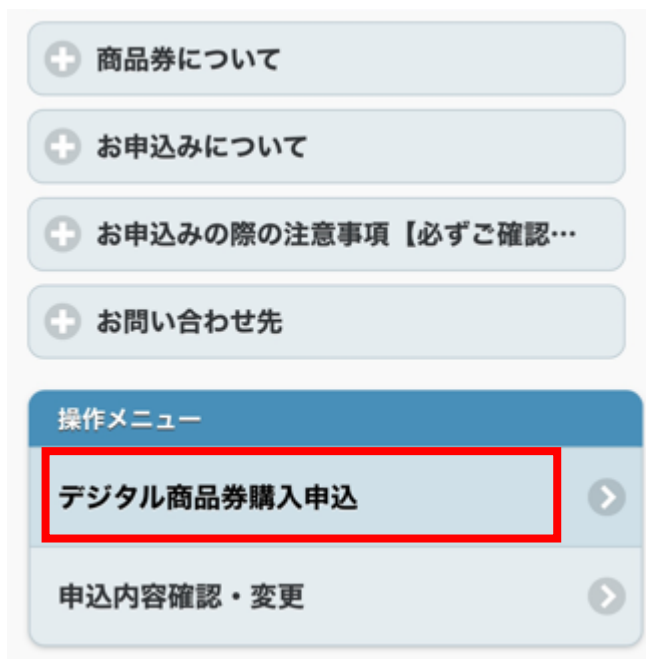 商品券について
お申込みについて
お申込みの際の注意事項【必ずご確認…
お問い合わせ先
操作メニュー
デジタル商品券購入申込
申込内容確認・変更